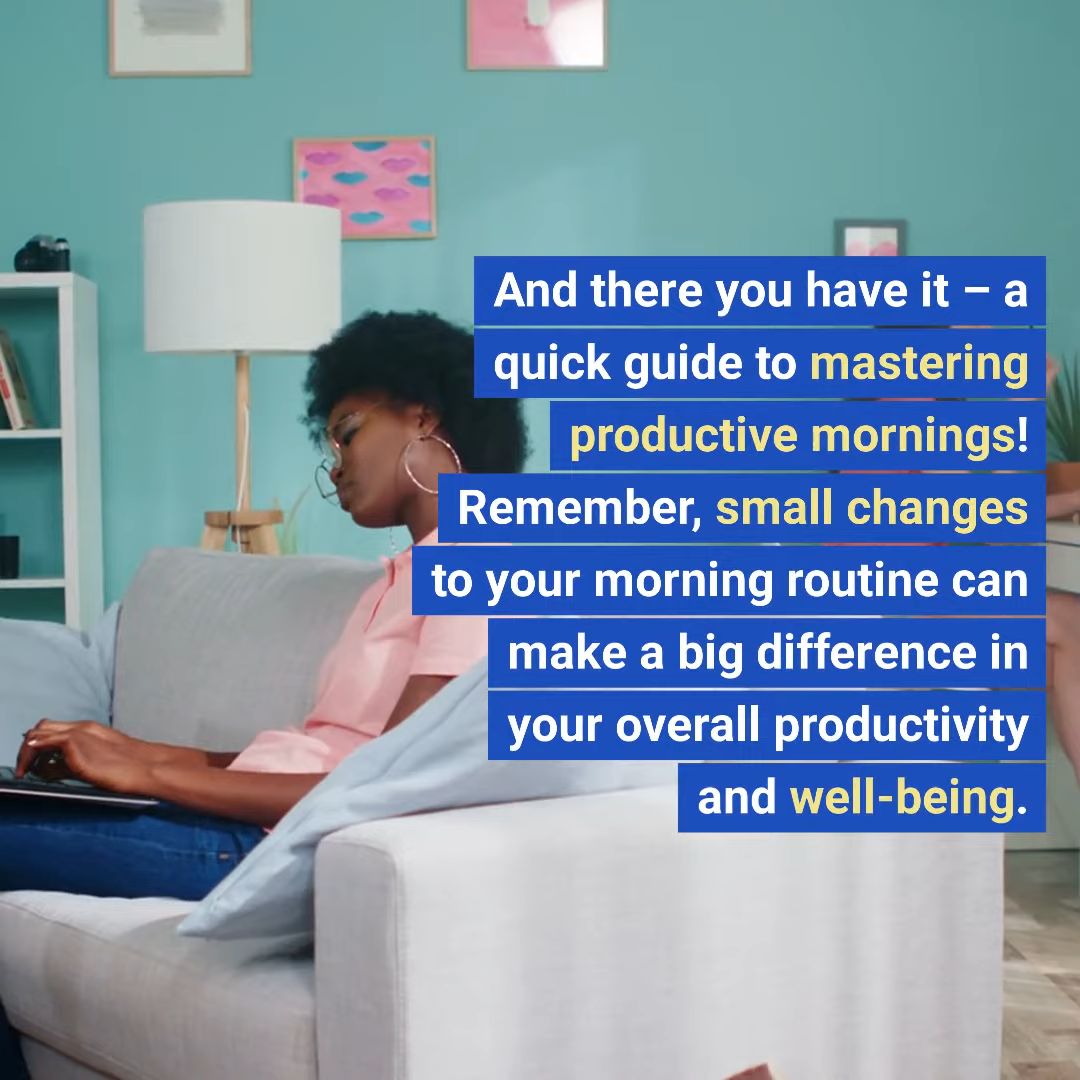 And there you have it – a
quick guide to mastering
productive mornings!
Remember, small changes
to your morning routine can
make a big difference in
your overall productivity
and well-being.